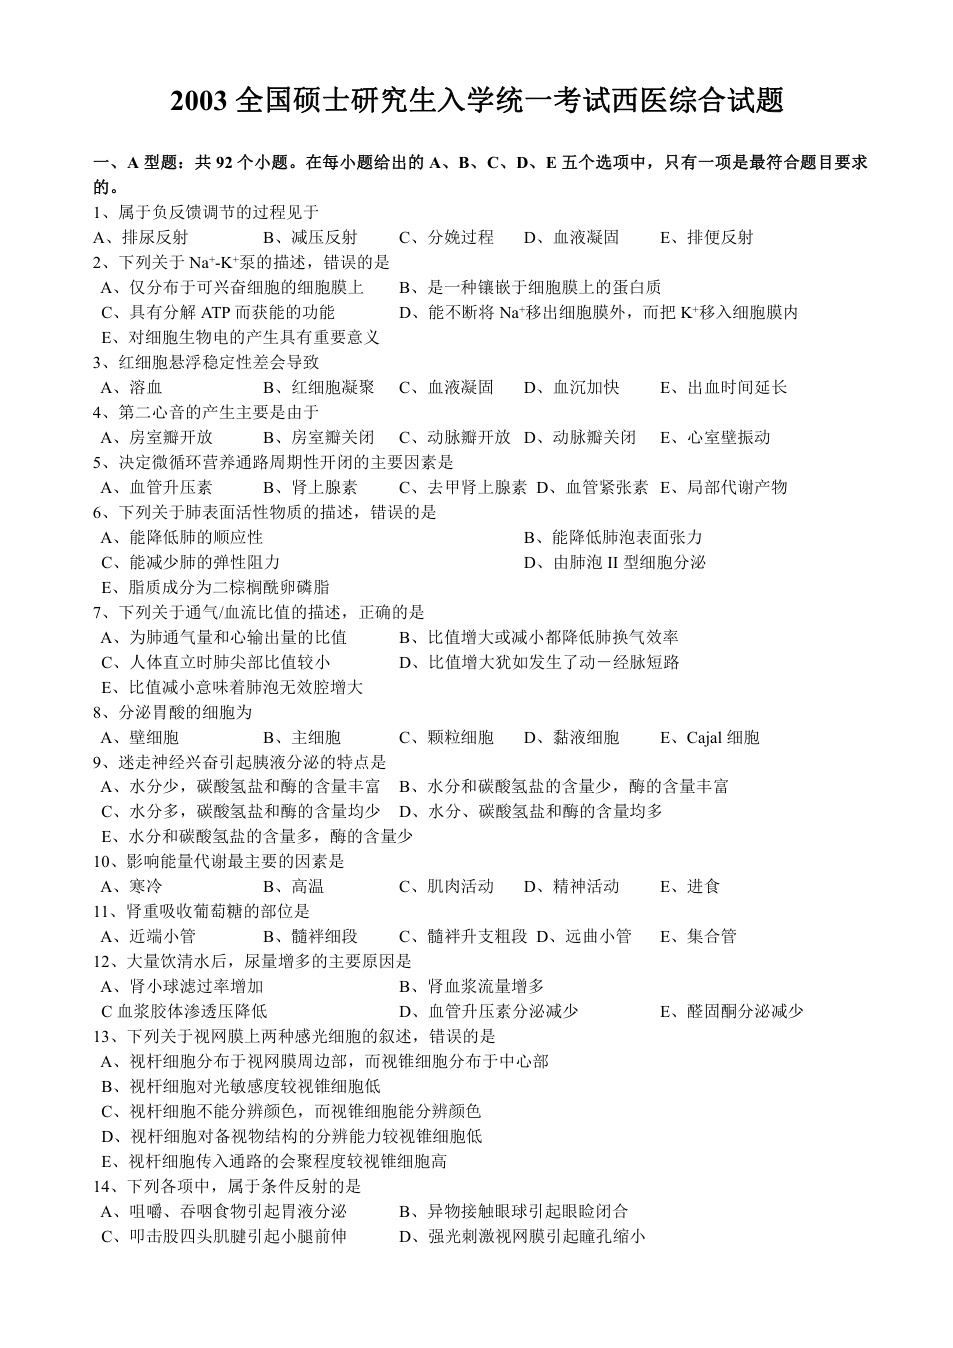 2003 全国硕士研究生入学统一考试西医综合试题
一、A 型题：共 92 个小题。在每小题给出的 A、B、C、D、E 五个选项中，只有一项是最符合题目要求
的。
1、属于负反馈调节的过程见于
A、排尿反射 B、减压反射 C、分娩过程 D、血液凝固 E、排便反射
2、下列关于 Na⁺-K⁺泵的描述，错误的是
A、仅分布于可兴奋细胞的细胞膜上 B、是一种镶嵌于细胞膜上的蛋白质
C、具有分解 ATP 而获能的功能 D、能不断将 Na⁺移出细胞膜外，而把 K⁺移入细胞膜内
E、对细胞生物电的产生具有重要意义
3、红细胞悬浮稳定性差会导致
A、溶血 B、红细胞凝聚 C、血液凝固 D、血沉加快 E、出血时间延长
4、第二心音的产生主要是由于
A、房室瓣开放 B、房室瓣关闭 C、动脉瓣开放 D、动脉瓣关闭 E、心室壁振动
5、决定微循环营养通路周期性开闭的主要因素是
A、血管升压素 B、肾上腺素 C、去甲肾上腺素 D、血管紧张素 E、局部代谢产物
6、下列关于肺表面活性物质的描述，错误的是
A、能降低肺的顺应性 B、能降低肺泡表面张力
C、能减少肺的弹性阻力 D、由肺泡 II 型细胞分泌
E、脂质成分为二棕榈酰卵磷脂
7、下列关于通气/血流比值的描述，正确的是
A、为肺通气量和心输出量的比值 B、比值增大或减小都降低肺换气效率
C、人体直立时肺尖部比值较小 D、比值增大犹如发生了动－经脉短路
E、比值减小意味着肺泡无效腔增大
8、分泌胃酸的细胞为
A、壁细胞 B、主细胞 C、颗粒细胞 D、黏液细胞 E、Cajal 细胞
9、迷走神经兴奋引起胰液分泌的特点是
A、水分少，碳酸氢盐和酶的含量丰富 B、水分和碳酸氢盐的含量少，酶的含量丰富
C、水分多，碳酸氢盐和酶的含量均少 D、水分、碳酸氢盐和酶的含量均多
E、水分和碳酸氢盐的含量多，酶的含量少
10、影响能量代谢最主要的因素是
A、寒冷 B、高温 C、肌肉活动 D、精神活动 E、进食
11、肾重吸收葡萄糖的部位是
A、近端小管 B、髓袢细段 C、髓袢升支粗段 D、远曲小管 E、集合管
12、大量饮清水后，尿量增多的主要原因是
A、肾小球滤过率增加 B、肾血浆流量增多
C 血浆胶体渗透压降低 D、血管升压素分泌减少 E、醛固酮分泌减少
13、下列关于视网膜上两种感光细胞的叙述，错误的是
A、视杆细胞分布于视网膜周边部，而视锥细胞分布于中心部
B、视杆细胞对光敏感度较视锥细胞低
C、视杆细胞不能分辨颜色，而视锥细胞能分辨颜色
D、视杆细胞对备视物结构的分辨能力较视锥细胞低
E、视杆细胞传入通路的会聚程度较视锥细胞高
14、下列各项中，属于条件反射的是
A、咀嚼、吞咽食物引起胃液分泌 B、异物接触眼球引起眼睑闭合
C、叩击股四头肌腱引起小腿前伸 D、强光刺激视网膜引起瞳孔缩小